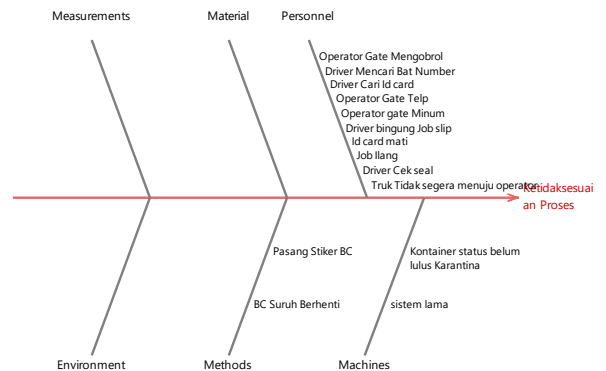 Measurements
Material
Personnel
Operator Gate Mengobrol
Driver Mencari Bat Number
Driver Cari Id card
Operator Gate Telp
Operator gate Minum
Driver bingung Job slip
Id card mati
Job Ilang
Driver Cek seal
Truk Tidak segera menuju operator
Ketidaksesuai
an Proses
Pasang Stiker BC
Kontainer status belum
lulus Karantina
BC Suruh Berhenti
sistem lama
Environment
Methods
Machines